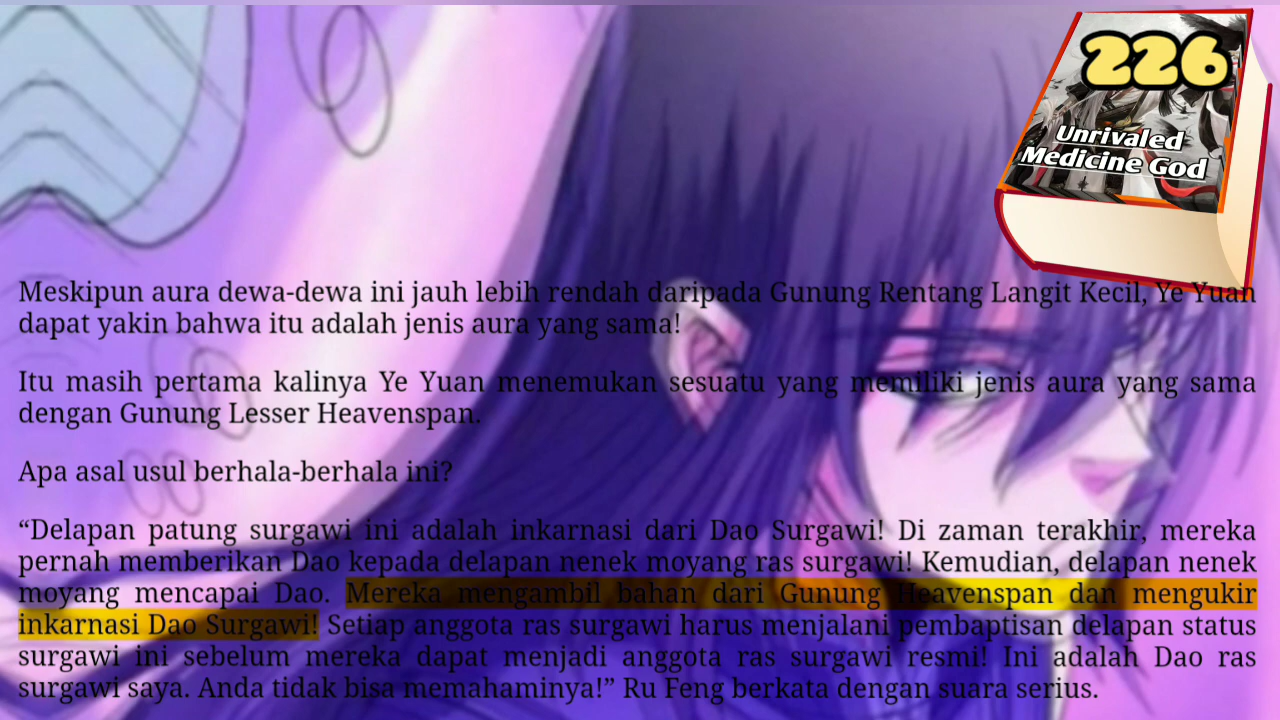 226
Unrivaled
Medicine God
Meskipun aura dewa-dewa ini jauh lebih rendah daripada Gunung Rentang Langit Kecil, Ye Yuan
dapat yakin bahwa itu adalah jenis aura yang sama!
Itu masih pertama kalinya Ye Yuan menemukan sesuatu yang memiliki jenis aura yang sama
dengan Gunung Lesser Heavenspan.
Apa asal usul berhala-berhala ini?
“Delapan patung surgawi ini adalah inkarnasi dari Dao Surgawi! Di zaman terakhir, mereka
pernah memberikan Dao kepada delapan nenek moyang ras surgawi! Kemudian, delapan nenek
moyang mencapai Dao. Mereka mengambil bahan dari Gunung Heavenspan dan mengukir
inkarnasi Dao Surgawi! Setiap anggota ras surgawi harus menjalani pembaptisan delapan status
surgawi ini sebelum mereka dapat menjadi anggota ras surgawi resmi! Ini adalah Dao ras
surgawi saya. Anda tidak bisa memahaminya!” Ru Feng berkata dengan suara serius.